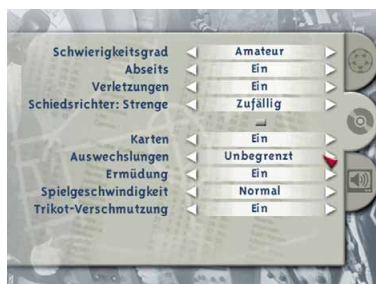 Schwierigkeitsgrad Amateur
Abseits Ein
Verletzungen Ein
Schiedsrichter: Strenge Zufällig
Karten Ein
Auswechslungen Unbegrenzt
Ermüdung Ein
Spielgeschwindigkeit Normal
Trikot-Verschmutzung Ein